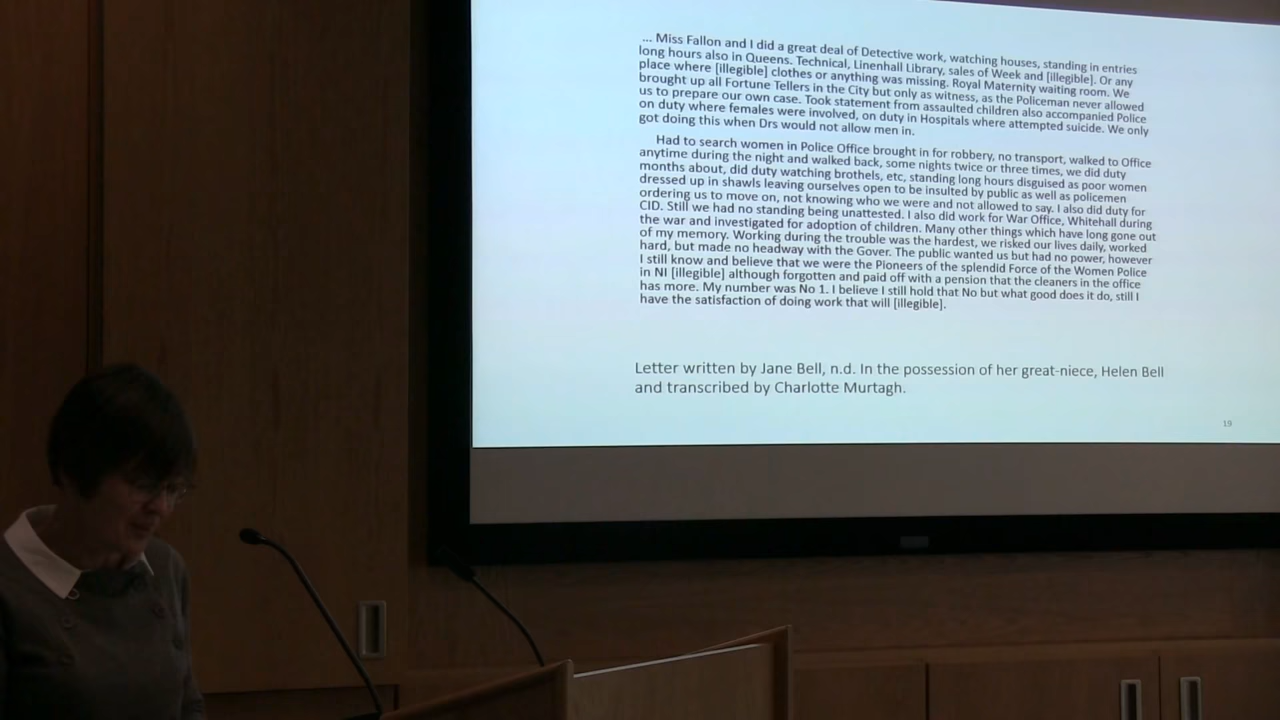 ... Miss Fallon and I did a great deal of Detective work, watching houses, standing in entries
long hours also in Queens. Technical, Linenhall Library, sales of Week and [illegible]. Or any
place where [illegible] clothes or anything was missing. Royal Maternity waiting room. We
brought up all Fortune Tellers in the City but only as witness, as the Policeman never allowed
us to prepare our own case. Took statement from assaulted children also accompanied Police
on duty where females were involved, on duty in Hospitals where attempted suicide. We only
got doing this when Drs would not allow men in.
Had to search women in Police Office brought in for robbery, no transport, walked to Office
anytime during the night and walked back, some nights twice or three times, we did duty
months about, did duty watching brothels, etc, standing long hours disguised as poor women
dressed up in shawls leaving ourselves open to be insulted by public as well as policemen
ordering us to move on, not knowing who we were and not allowed to say. I also did duty for
CID. Still we had no standing being unattested. I also did work for War Office, Whitehall during
the war and investigated for adoption of children. Many other things which have long gone out
of my memory. Working during the trouble was the hardest, we risked our lives daily, worked
hard, but made no headway with the Gover. The public wanted us but had no power, however
I still know and believe that we were the Pioneers of the splendid Force of the Women Police
in NI [illegible] although forgotten and paid off with a pension that the cleaners in the office
has more. My number was No 1. I believe I still hold that No but what good does it do, still I
have the satisfaction of doing work that will [illegible].
Letter written by Jane Bell, n.d. In the possession of her great-niece, Helen Bell
and transcribed by Charlotte Murtagh.
19